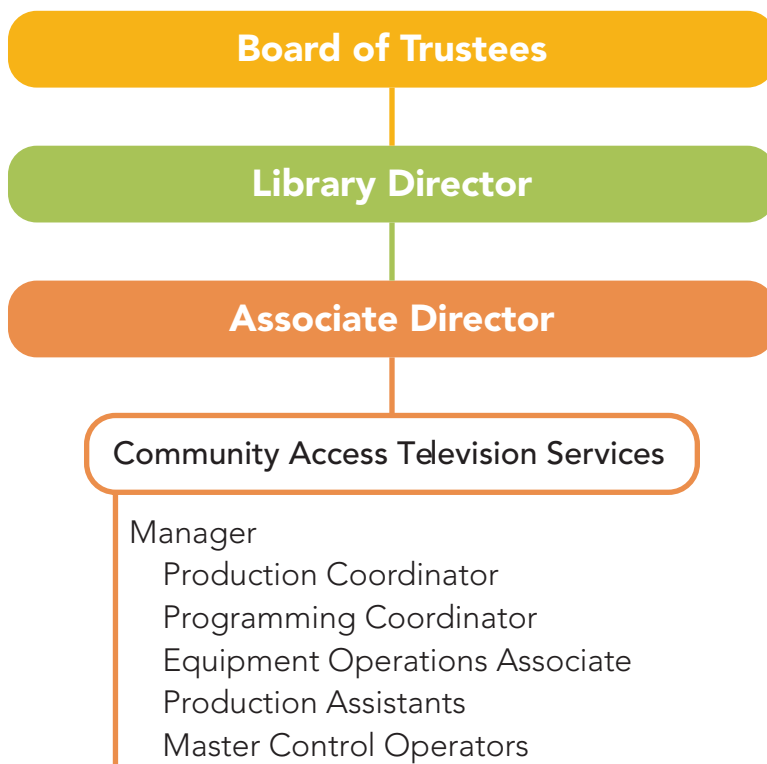 Board of Trustees
Library Director
Associate Director
Community Access Television Services
Manager
Production Coordinator
Programming Coordinator
Equipment Operations Associate
Production Assistants
Master Control Operators